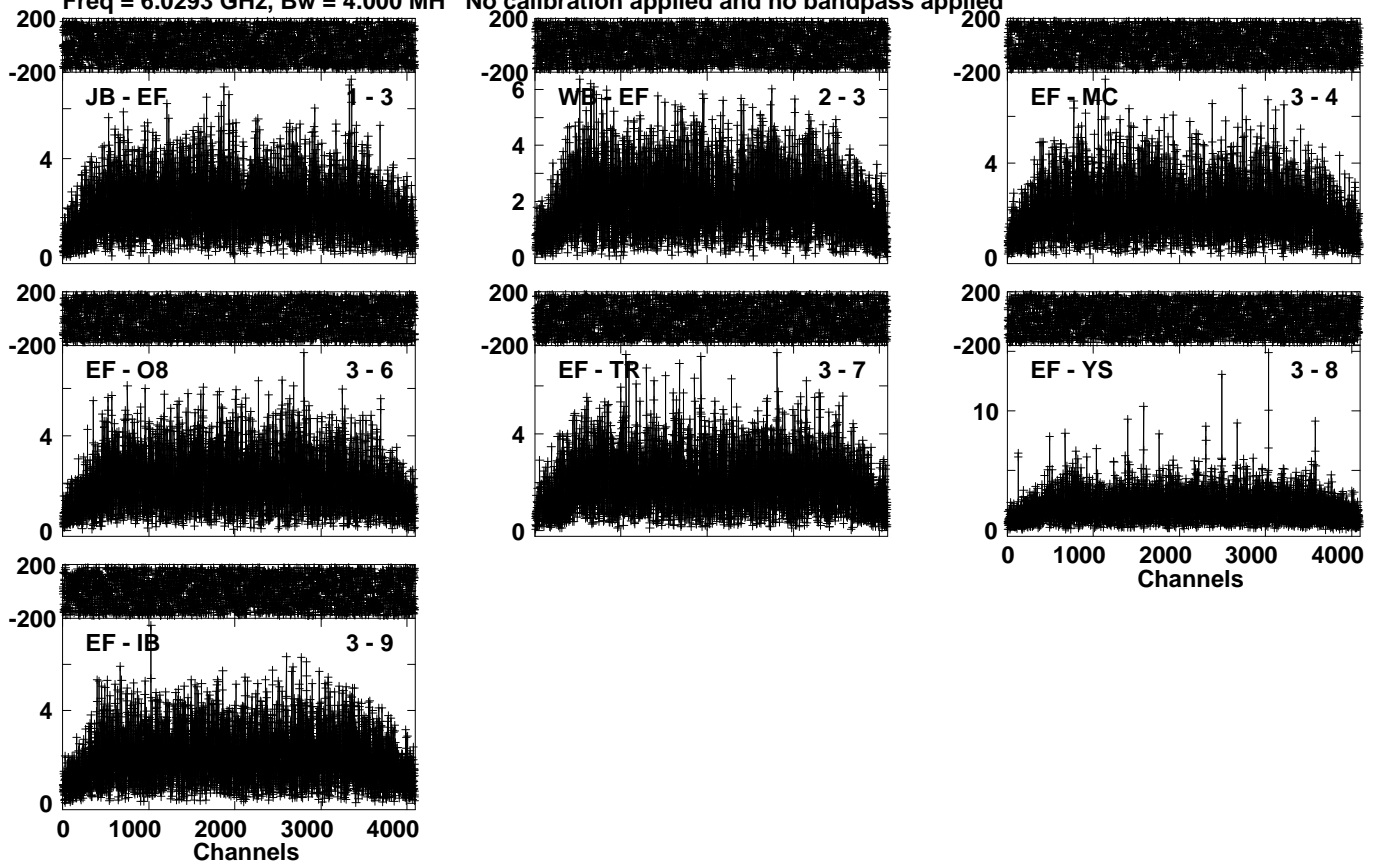 Freq = 6.0293 GHz, Bw = 4.000 MH No calibration applied and no bandpass applied
200 200 200
-200 -200 -200
JB - EF 1 - 3 WB - EF 2 - 3 EF - MC 3 - 4
6
4 4 4
2
0 0 0
200 200 200
-200 -200 -200
EF - O8 3 - 6 EF - TR 3 - 7 EF - YS 3 - 8
4 4 10
0 0 0
0 1000 2000 3000 4000
Channels
200
-200
EF - IB 3 - 9
4
0
0 1000 2000 3000 4000
Channels